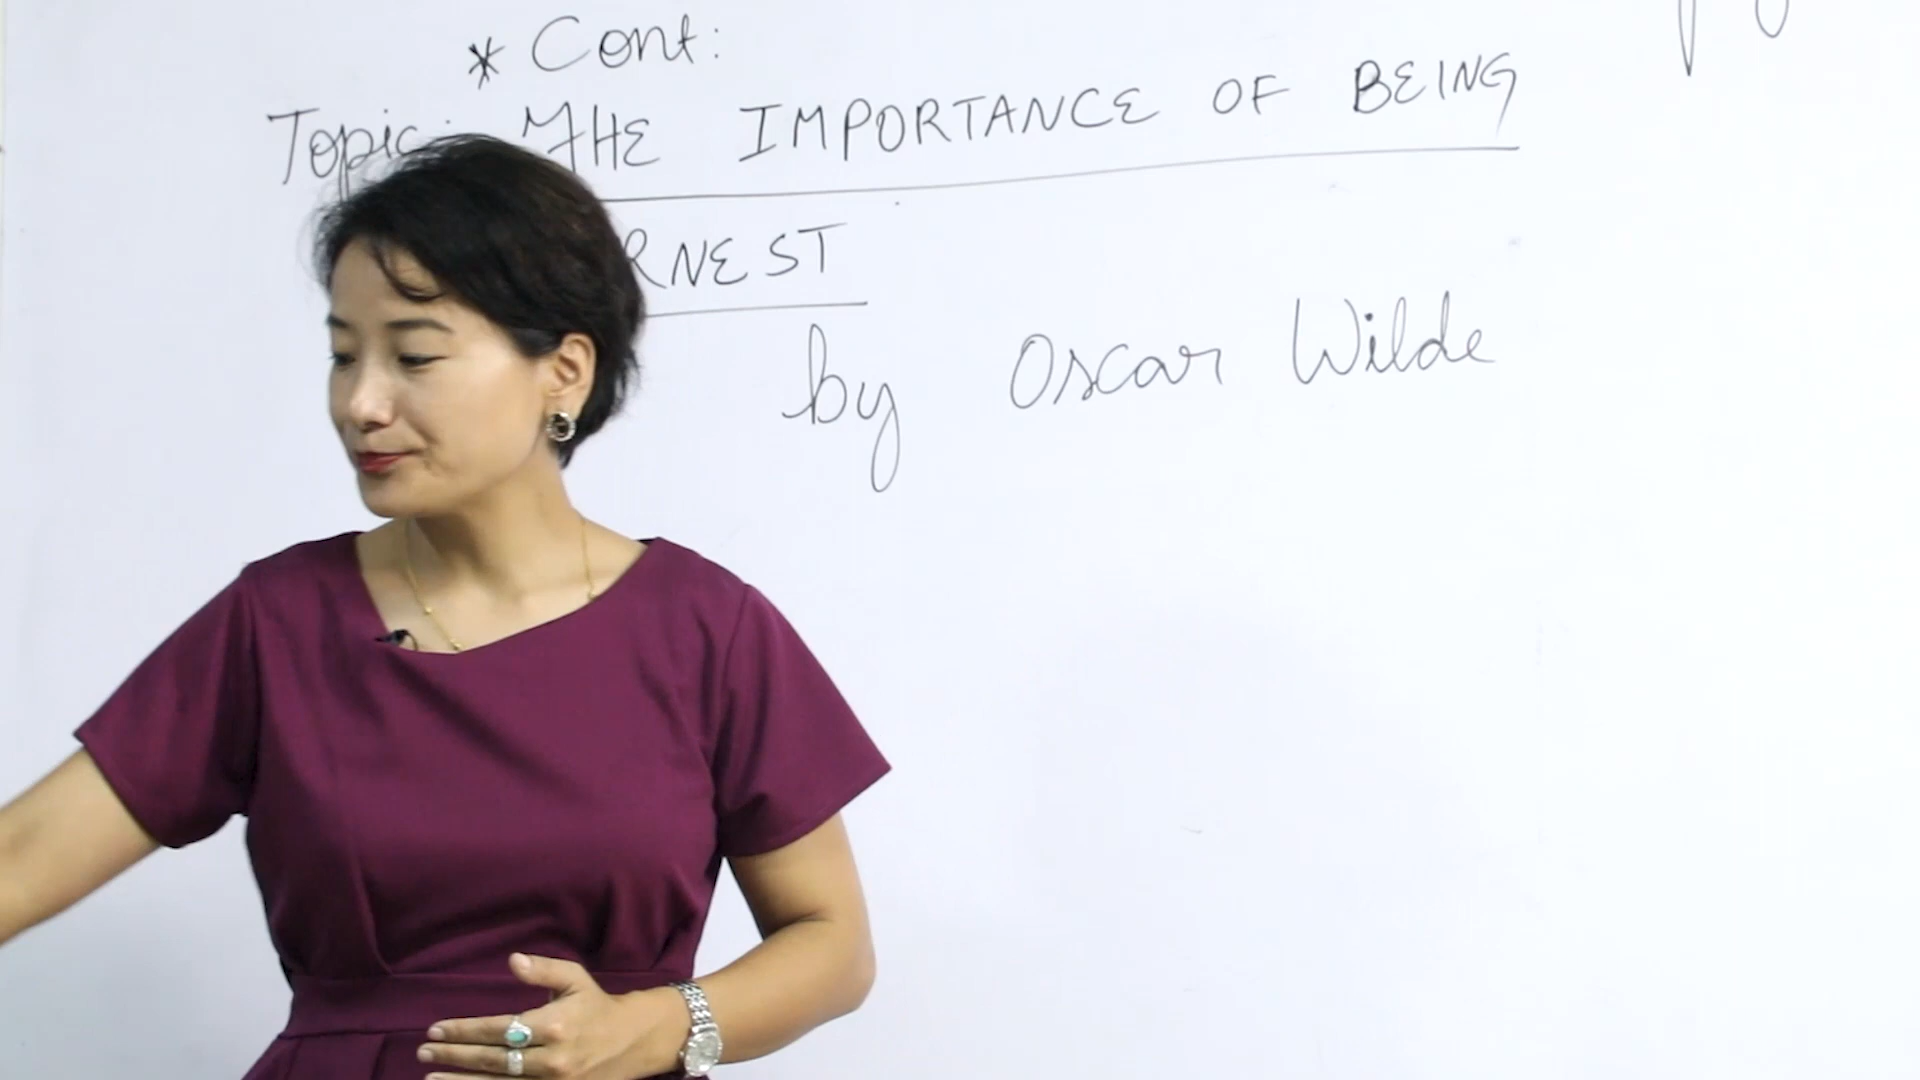 * Cont:
Topic: THE IMPORTANCE OF BEING
RNEST
by Oscar Wilde